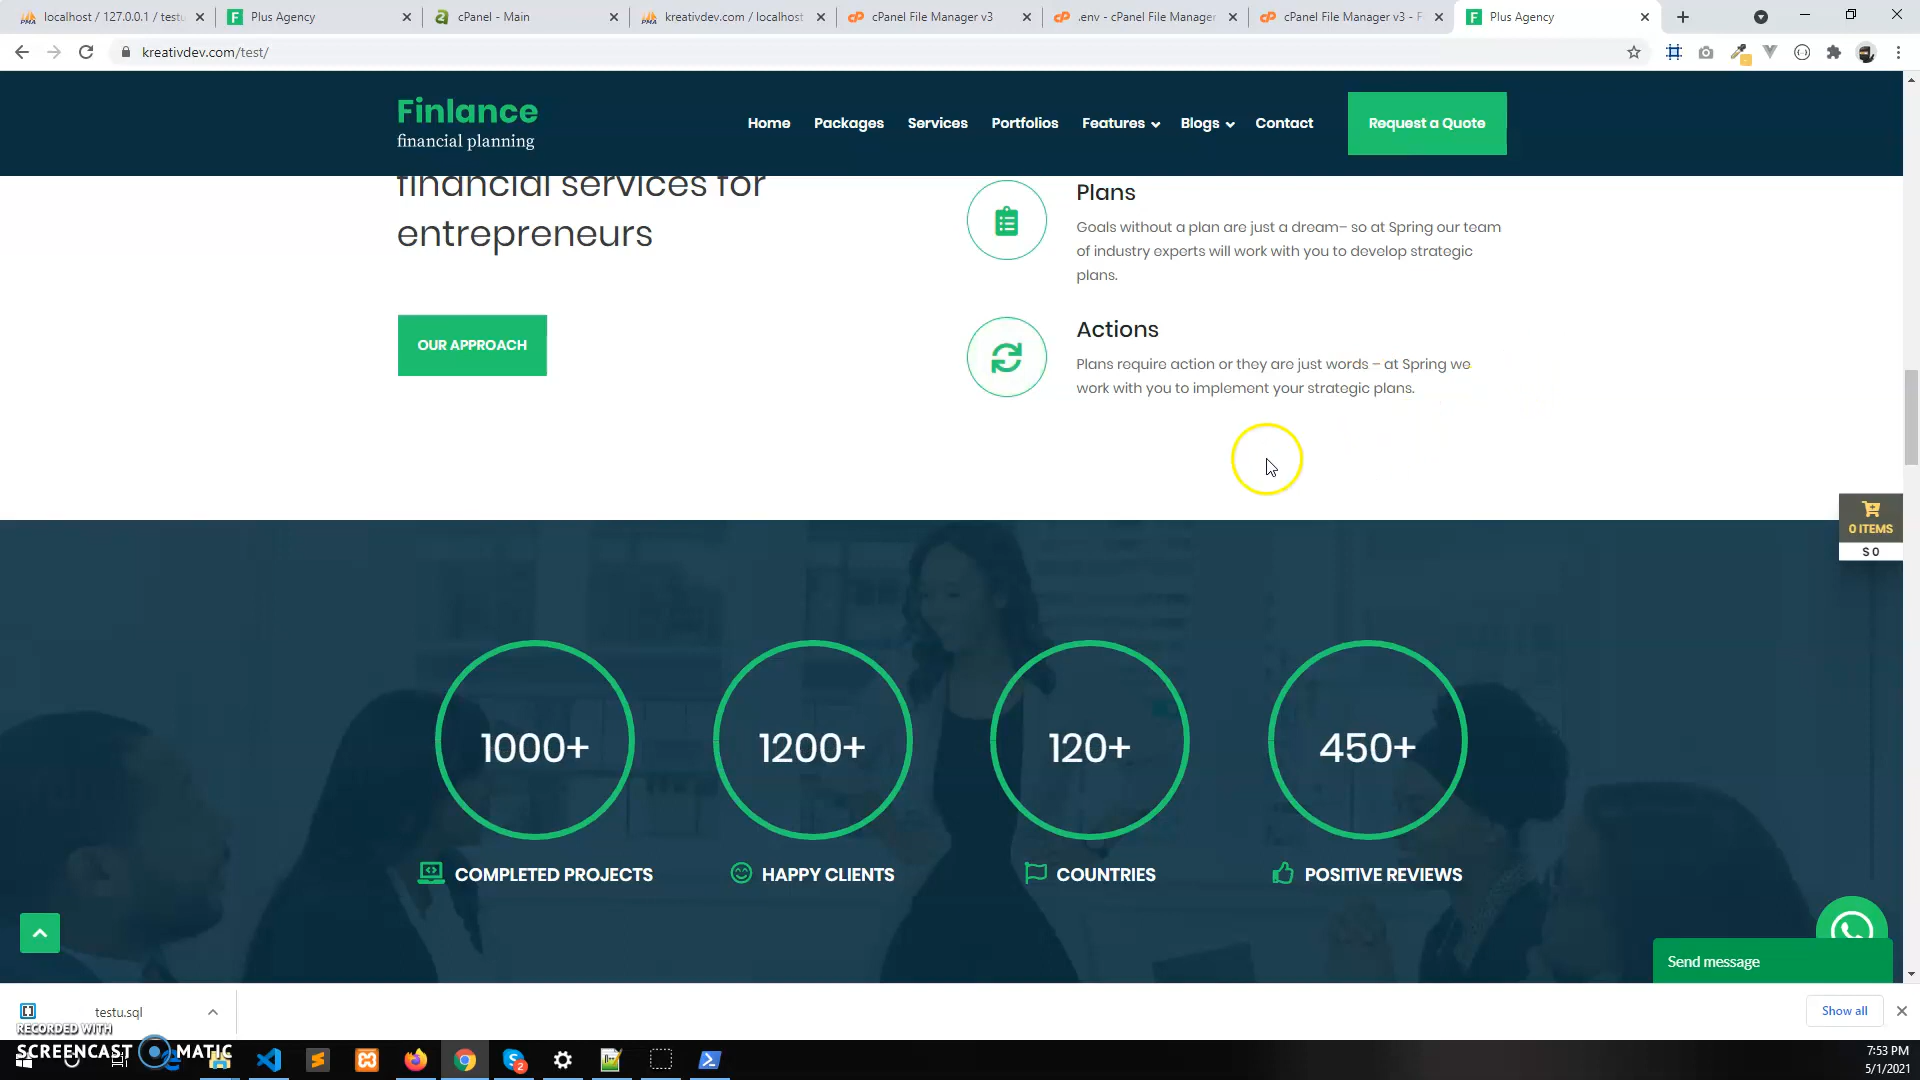 localhost / 127.0.0.1 / testu
Plus Agency
cPanel - Main
kreativdev.com / localhost
cPanel File Manager v3
.env - cPanel File Manager
cPanel File Manager v3 - F
Plus Agency
kreativdev.com/test/
Finlance
financial planning
Home
Packages
Services
Portfolios
Features
Blogs
Contact
Request a Quote
financial services for
entrepreneurs
OUR APPROACH
Plans
Goals without a plan are just a dream– so at Spring our team
of industry experts will work with you to develop strategic
plans.
Actions
Plans require action or they are just words – at Spring we
work with you to implement your strategic plans.
0 ITEMS
$ 0
1000+
1200+
120+
450+
COMPLETED PROJECTS
HAPPY CLIENTS
COUNTRIES
POSITIVE REVIEWS
Send message
testu.sql
Show all
RECORDED WITH
SCREENCAST MATIC
7:53 PM
5/1/2021